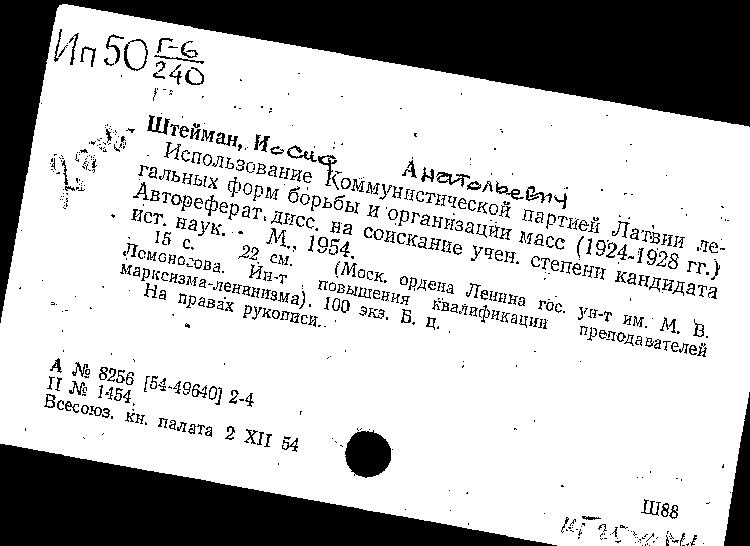 Ип 50 Г-6
240
Штейман, Иосиф Анатольевич
Использование Коммунистической партией Латвии ле-
гальных форм борьбы и организации масс (1924-1928 гг.)
Автореферат дисс. на соискание учен. степени кандидата
ист. наук. М., 1954.
15 с. 22 см. (Моск. ордена Ленина гос. ун-т им. М. В.
Ломоносова. Ин-т повышения квалификации преподавателей
марксизма-ленинизма). 100 экз. Б. ц.
На правах рукописи.
А № 8256 [54-49640] 2-4
П № 1454.
Всесоюз. кн. палата 2 XII 54
Ш88